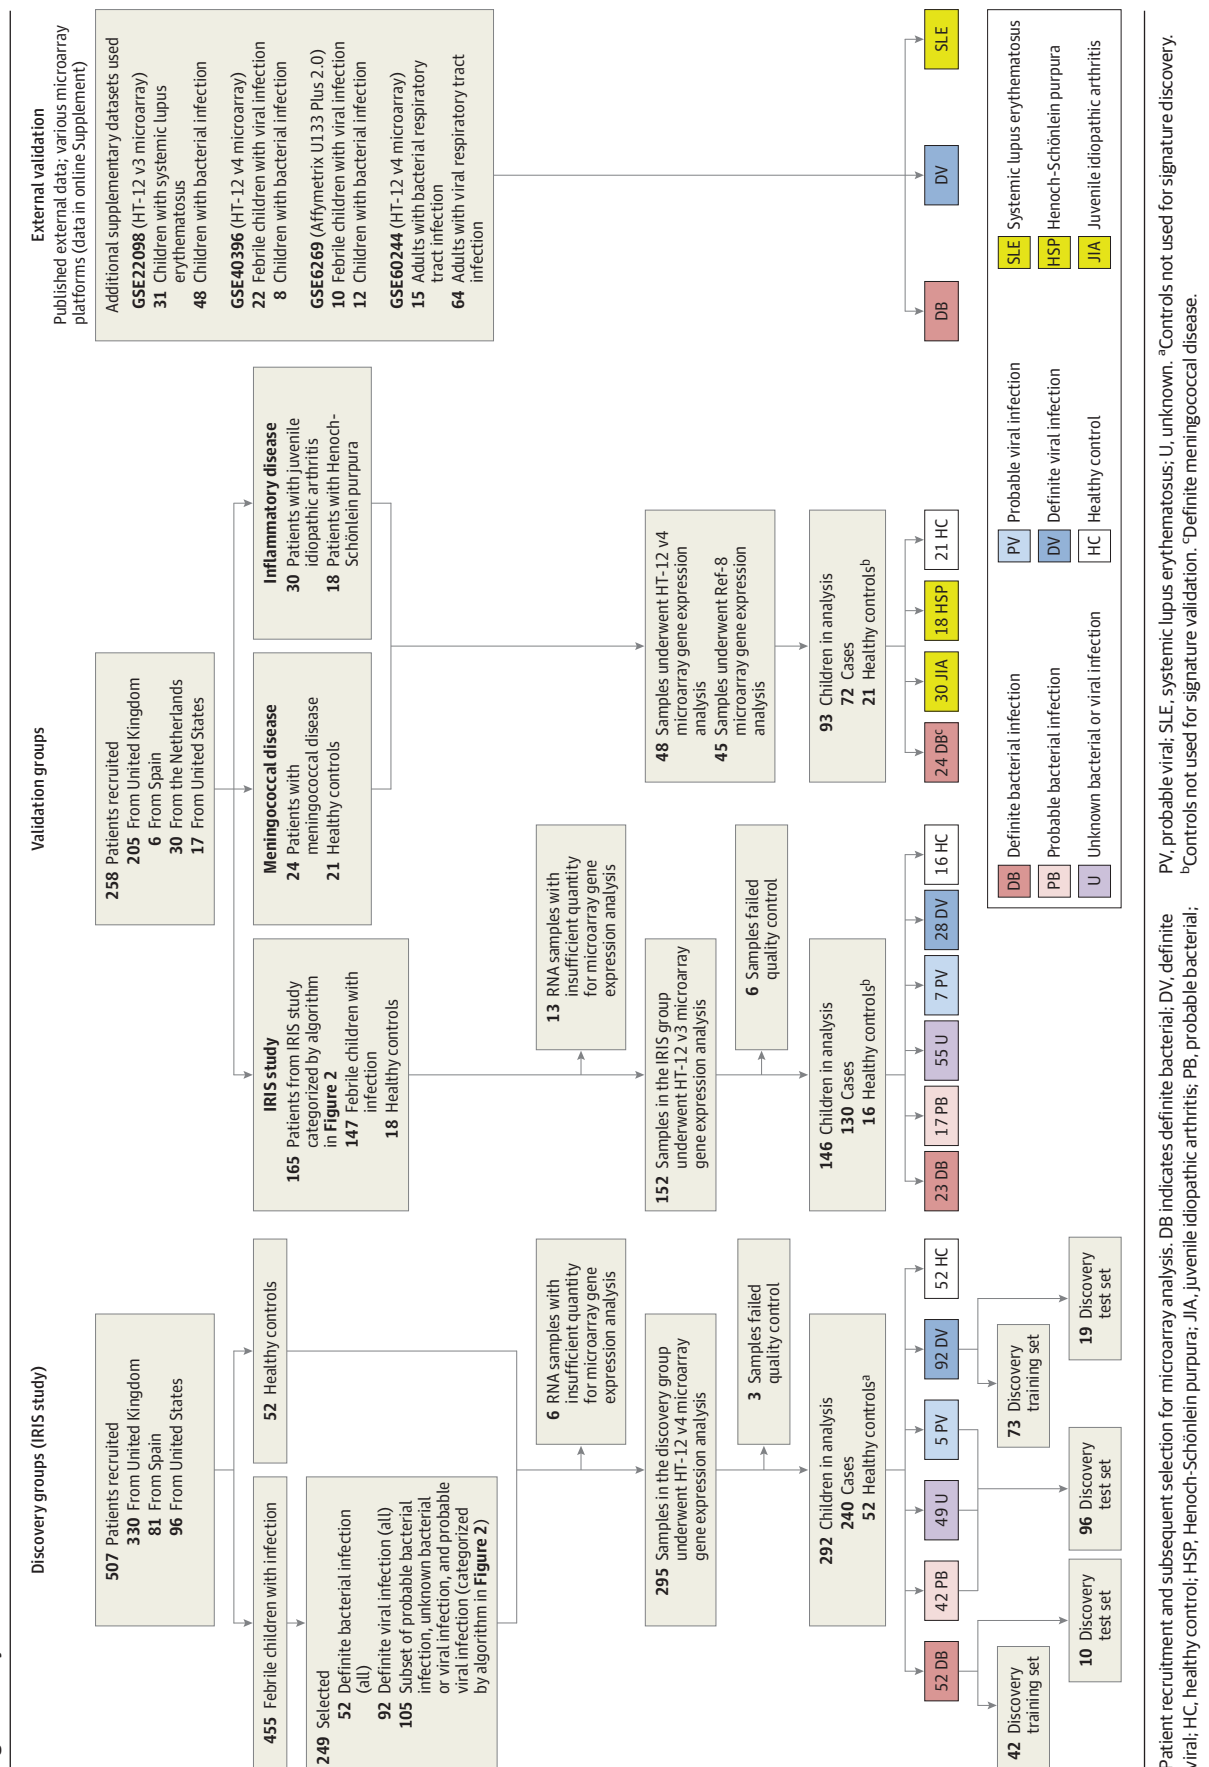 Discovery groups (IRIS study)
507 Patients recruited
330 From United Kingdom
81 From Spain
96 From United States
455 Febrile children with infection
52 Healthy controls
249 Selected
52 Definite bacterial infection
(all)
92 Definite viral infection (all)
105 Subset of probable bacterial
infection, unknown bacterial
or viral infection, and probable
viral infection (categorized
by algorithm in Figure 2)
6 RNA samples with
insufficient quantity
for microarray gene
expression analysis
295 Samples in the discovery group
underwent HT-12 v4 microarray
gene expression analysis
3 Samples failed
quality control
292 Children in analysis
240 Cases
52 Healthy controlsa
52 DB
42 PB
49 U
5 PV
92 DV
52 HC
42 Discovery
training set
73 Discovery
training set
10 Discovery
test set
96 Discovery
test set
19 Discovery
test set
Validation groups
258 Patients recruited
205 From United Kingdom
6 From Spain
30 From the Netherlands
17 From United States
IRIS study
165 Patients from IRIS study
categorized by algorithm
in Figure 2
147 Febrile children with
infection
18 Healthy controls
Meningococcal disease
24 Patients with
meningococcal disease
21 Healthy controls
Inflammatory disease
30 Patients with juvenile
idiopathic arthritis
18 Patients with Henoch-
Schönlein purpura
13 RNA samples with
insufficient quantity
for microarray gene
expression analysis
152 Samples in the IRIS group
underwent HT-12 v3 microarray
gene expression analysis
6 Samples failed
quality control
146 Children in analysis
130 Cases
16 Healthy controlsb
23 DB
17 PB
55 U
7 PV
28 DV
16 HC
48 Samples underwent HT-12 v4
microarray gene expression
analysis
45 Samples underwent Ref-8
microarray gene expression
analysis
93 Children in analysis
72 Cases
21 Healthy controlsb
24 DBc
30 JIA
18 HSP
21 HC
External validation
Published external data; various microarray
platforms (data in online Supplement)
Additional supplementary datasets used
GSE22098 (HT-12 v3 microarray)
31 Children with systemic lupus
erythematosus
48 Children with bacterial infection
GSE40396 (HT-12 v4 microarray)
22 Febrile children with viral infection
8 Children with bacterial infection
GSE6269 (Affymetrix U133 Plus 2.0)
10 Febrile children with viral infection
12 Children with bacterial infection
GSE60244 (HT-12 v4 microarray)
15 Adults with bacterial respiratory
tract infection
64 Adults with viral respiratory tract
infection
DB
DV
SLE
DB Definite bacterial infection
PB Probable bacterial infection
U Unknown bacterial or viral infection
PV Probable viral infection
DV Definite viral infection
HC Healthy control
SLE Systemic lupus erythematosus
HSP Henoch-Schönlein purpura
JIA Juvenile idiopathic arthritis
Patient recruitment and subsequent selection for microarray analysis. DB indicates definite bacterial; DV, definite
viral; HC, healthy control; HSP, Henoch-Schönlein purpura; JIA, juvenile idiopathic arthritis; PB, probable bacterial;
PV, probable viral; SLE, systemic lupus erythematosus; U, unknown. aControls not used for signature discovery.
bControls not used for signature validation. cDefinite meningococcal disease.